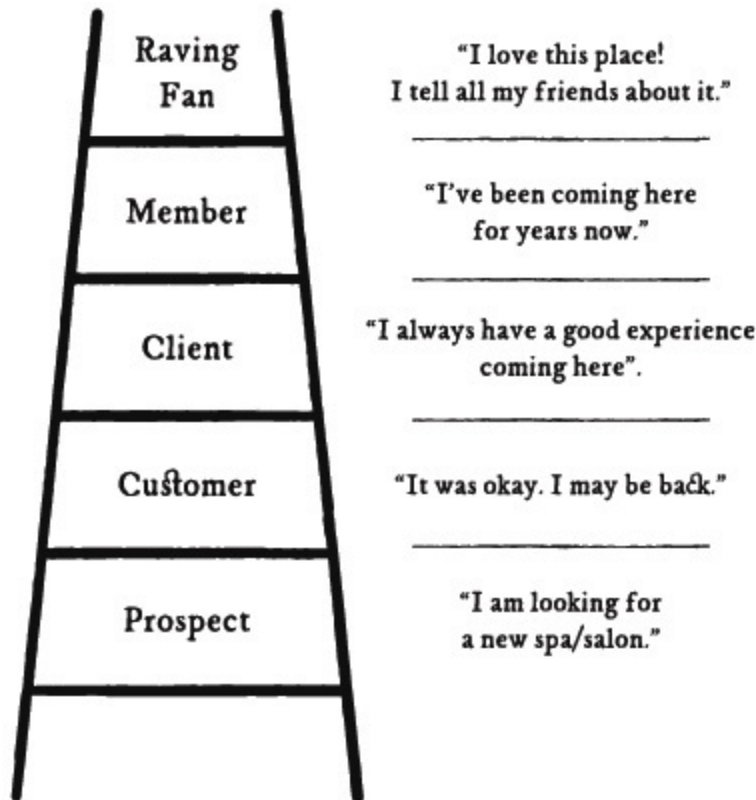 Raving
Fan
“I love this place!
I tell all my friends about it.”
Member
“I’ve been coming here
for years now.”
Client
“I always have a good experience
coming here”.
Customer
“It was okay. I may be back.”
Prospect
“I am looking for
a new spa/salon.”